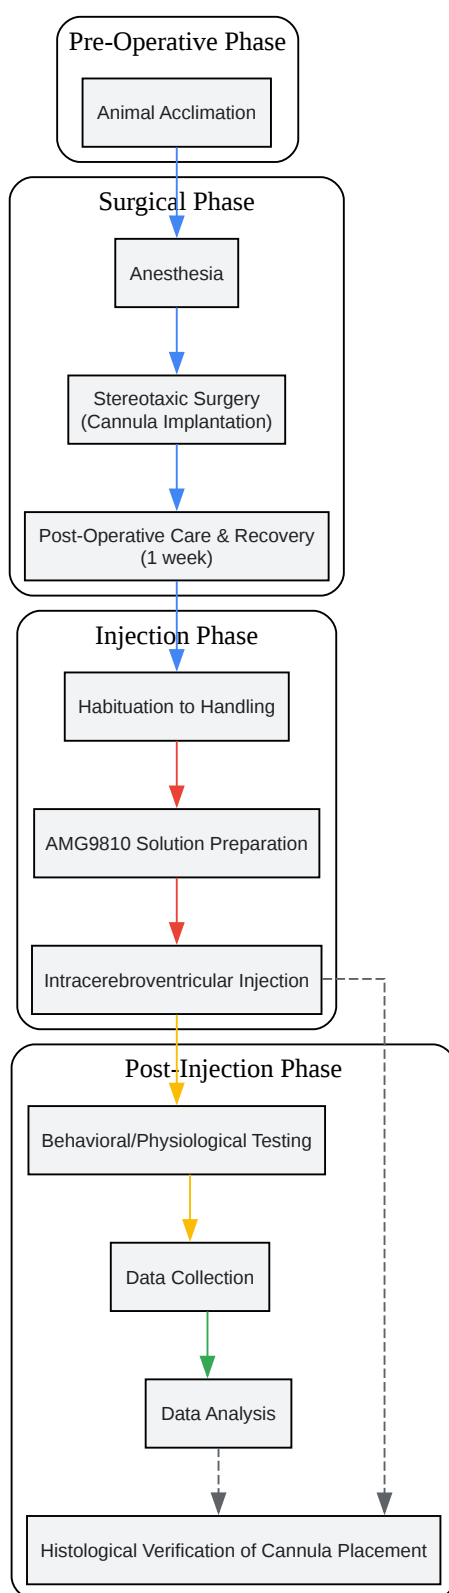 Pre-Operative Phase
Animal Acclimation
Surgical Phase
Anesthesia
Stereotaxic Surgery
(Cannula Implantation)
Post-Operative Care & Recovery
(1 week)
Injection Phase
Habituation to Handling
AMG9810 Solution Preparation
Intracerebroventricular Injection
Post-Injection Phase
Behavioral/Physiological Testing
Data Collection
Data Analysis
Histological Verification of Cannula Placement